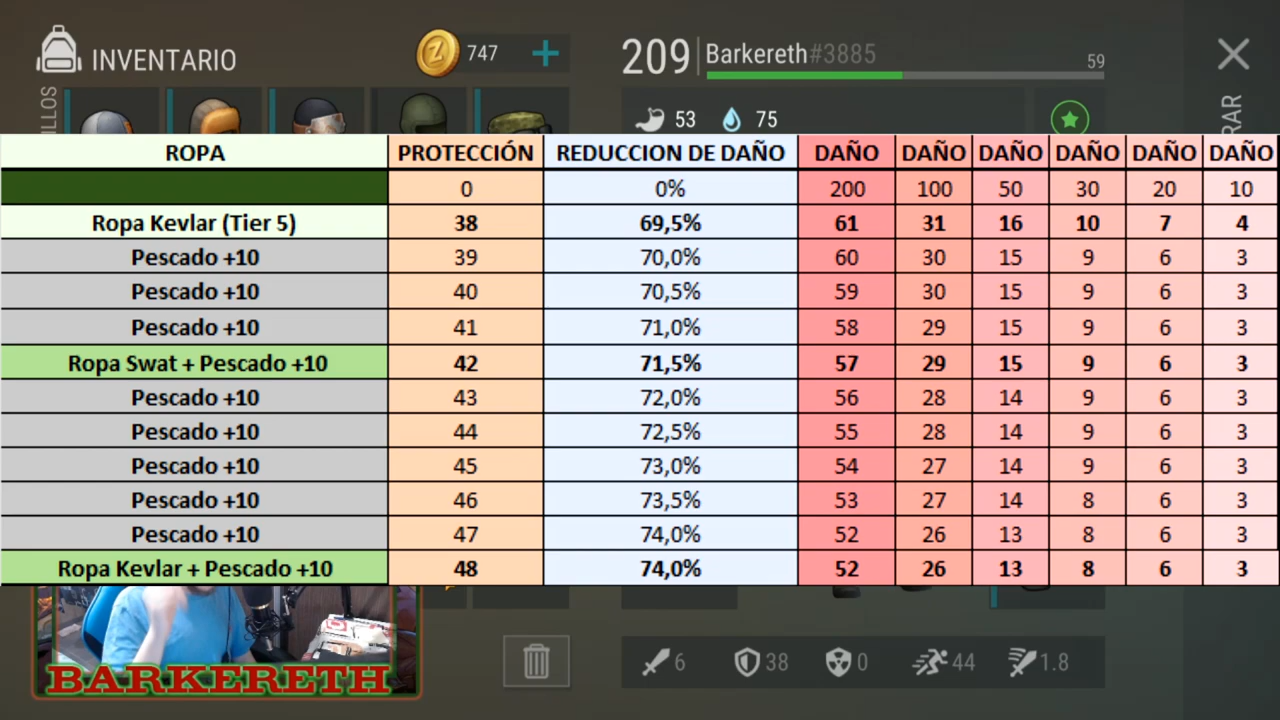 INVENTARIO
747
209
Barkereth#3885
59
53
75
ILLOS
RAR
ROPA PROTECCIÓN REDUCCION DE DAÑO DAÑO DAÑO DAÑO DAÑO DAÑO DAÑO
0 0% 200 100 50 30 20 10
Ropa Kevlar (Tier 5) 38 69,5% 61 31 16 10 7 4
Pescado +10 39 70,0% 60 30 15 9 6 3
Pescado +10 40 70,5% 59 30 15 9 6 3
Pescado +10 41 71,0% 58 29 15 9 6 3
Ropa Swat + Pescado +10 42 71,5% 57 29 15 9 6 3
Pescado +10 43 72,0% 56 28 14 9 6 3
Pescado +10 44 72,5% 55 28 14 9 6 3
Pescado +10 45 73,0% 54 27 14 9 6 3
Pescado +10 46 73,5% 53 27 14 8 6 3
Pescado +10 47 74,0% 52 26 13 8 6 3
Ropa Kevlar + Pescado +10 48 74,0% 52 26 13 8 6 3
BARKERETH
6 38 0 44 1.8